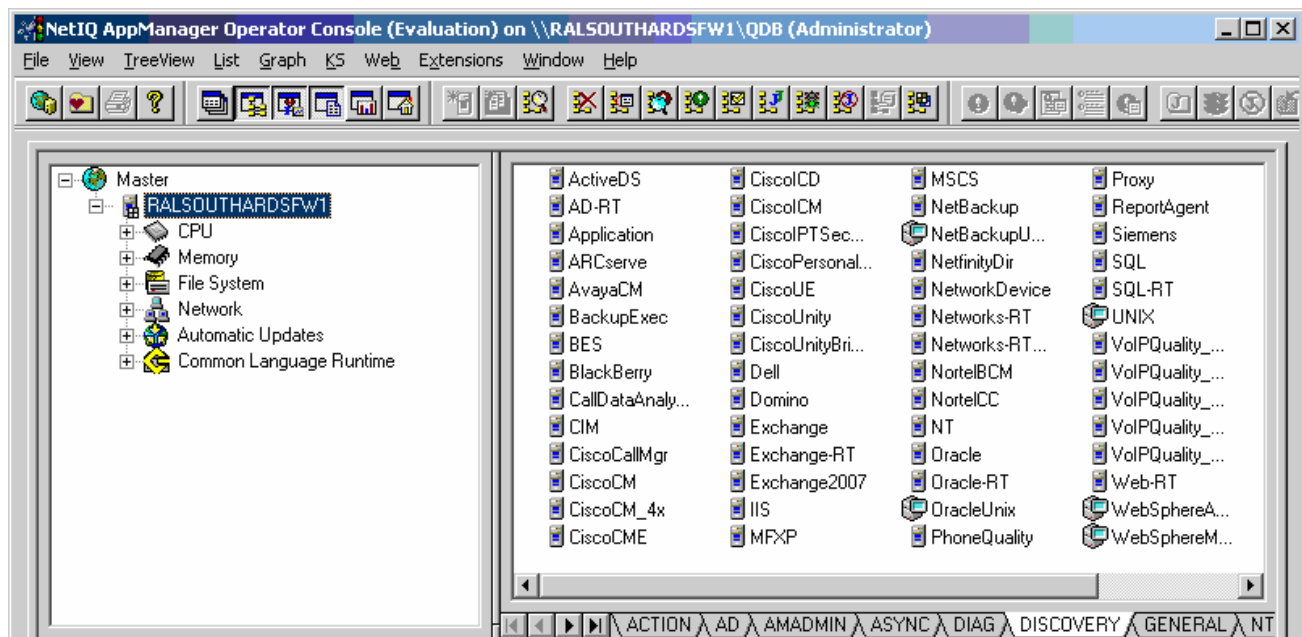 NetIQ AppManager Operator Console (Evaluation) on \\RALSOUTHARDSFW1\QDB (Administrator)
File View TreeView List Graph KS Web Extensions Window Help
Master
RALSOUTHARDSFW1
CPU
Memory
File System
Network
Automatic Updates
Common Language Runtime
ActiveDS CiscoICD MSCS Proxy
AD-RT CiscoICM NetBackup ReportAgent
Application CiscoIPTSec... NetBackupU... Siemens
ARCserve CiscoPersonal... NetfinityDir SQL
AvayaCM CiscoUE NetworkDevice SQL-RT
BackupExec CiscoUnity Networks-RT UNIX
BES CiscoUnityBri... Networks-RT... VoIPQuality_...
BlackBerry Dell NortelBCM VoIPQuality_...
CallDataAnaly... Domino NortelCC VoIPQuality_...
CIM Exchange NT VoIPQuality_...
CiscoCallMgr Exchange-RT Oracle VoIPQuality_...
CiscoCM Exchange2007 Oracle-RT Web-RT
CiscoCM_4x IIS OracleUnix WebSphereA...
CiscoCME MFXP PhoneQuality WebSphereM...
ACTION AD AMADMIN ASYNC DIAG DISCOVERY GENERAL NT